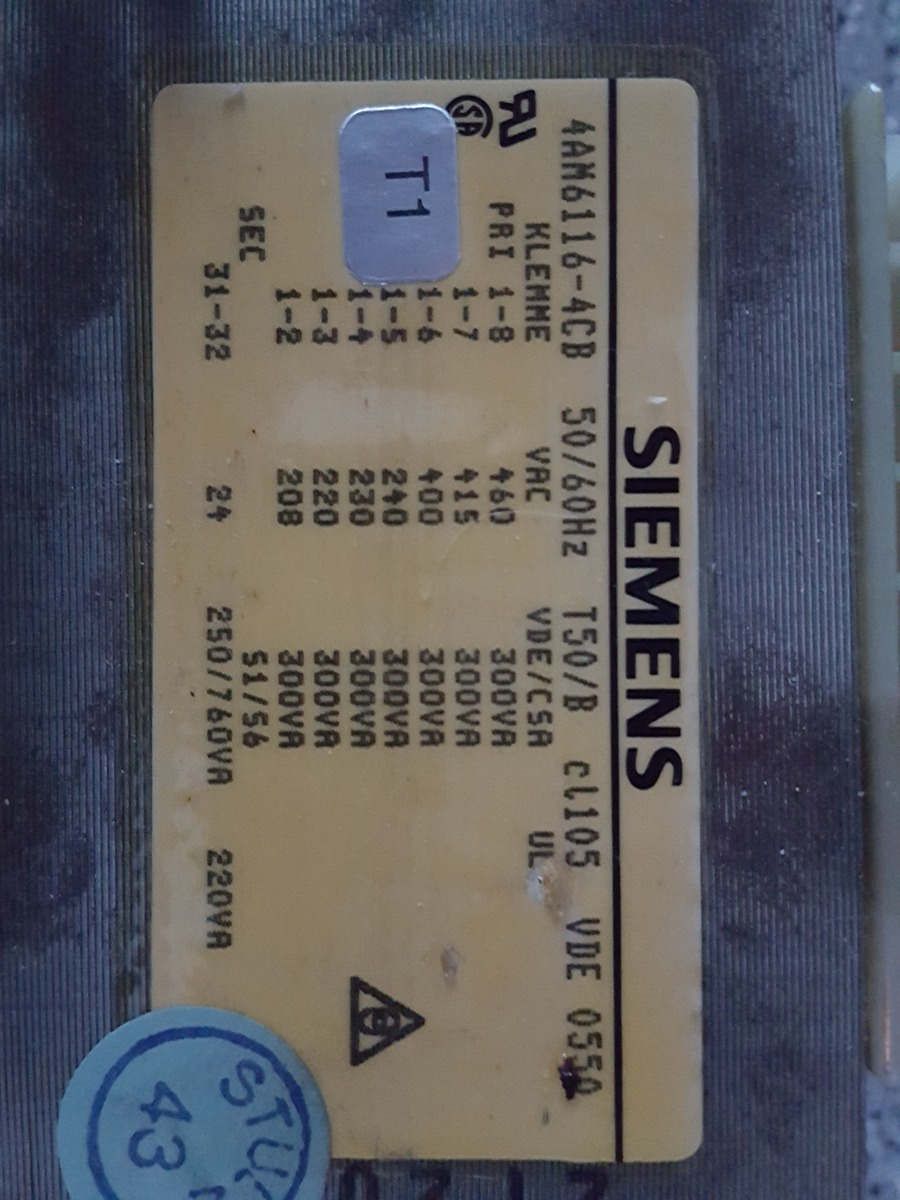 SIEMENS
4AM6116-4CB 50/60Hz T50/B cl105 VDE 0550
KLEMME VAC VDE/CSA UL
PRI 1-8 460 300VA
1-7 415 300VA
1-6 400 300VA
1-5 240 300VA
1-4 230 300VA
1-3 220 300VA
1-2 208 300VA
SEC S1/S6
31-32 24 250/760VA 220VA
T1
43